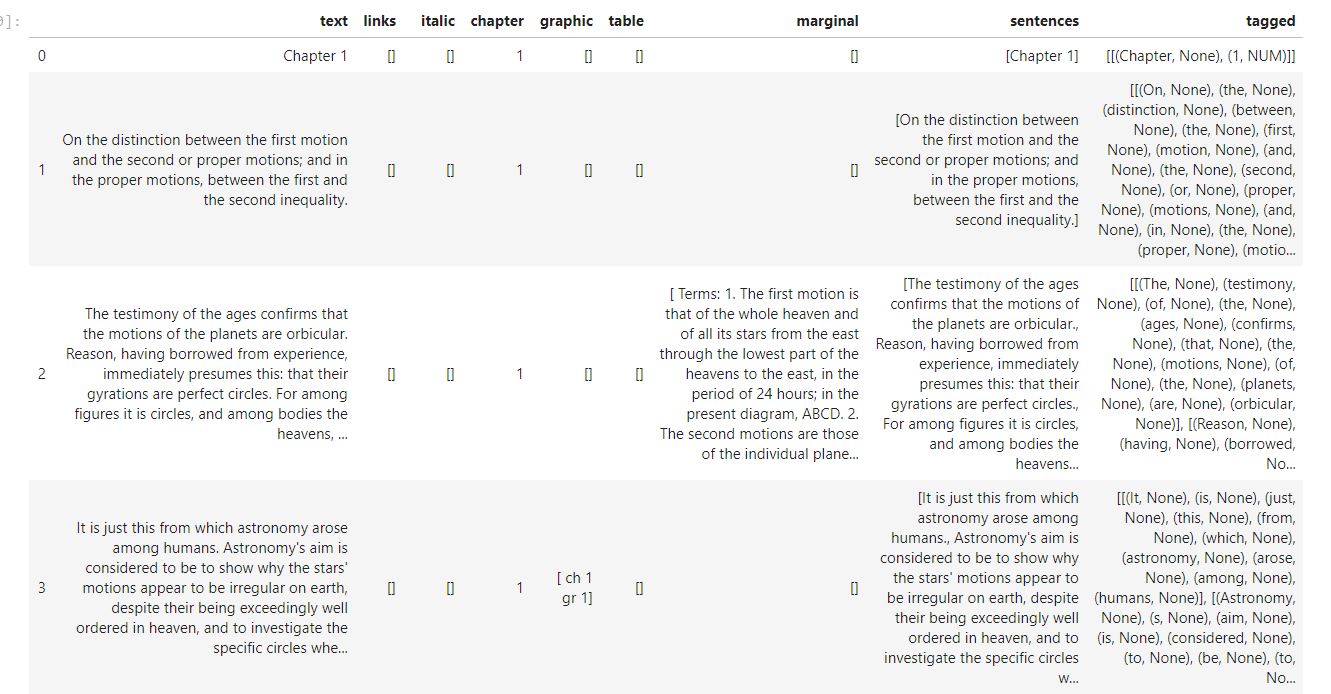 0]:
text links italic chapter graphic table marginal sentences tagged
0 Chapter 1 [] [] 1 [] [] [] [Chapter 1] [[(Chapter, None), (1, NUM)]]
1
On the distinction between the first motion
and the second or proper motions; and in
the proper motions, between the first and
the second inequality.
[] [] 1 [] [] []
[On the distinction between
the first motion and the
second or proper motions; and
in the proper motions,
between the first and the
second inequality.]
[[(On, None), (the, None),
(distinction, None), (between,
None), (the, None), (first,
None), (motion, None), (and,
None), (the, None), (second,
None), (or, None), (proper,
None), (motions, None), (and,
None), (in, None), (the, None),
(proper, None), (motio...
2
The testimony of the ages confirms that
the motions of the planets are orbicular.
Reason, having borrowed from experience,
immediately presumes this: that their
gyrations are perfect circles. For among
figures it is circles, and among bodies the
heavens, ...
[] [] 1 [] []
[ Terms: 1. The first motion is
that of the whole heaven and
of all its stars from the east
through the lowest part of the
heavens to the east, in the
period of 24 hours; in the
present diagram, ABCD. 2.
The second motions are those
of the individual plane...
[The testimony of the ages
confirms that the motions of
the planets are orbicular.,
Reason, having borrowed from
experience, immediately
presumes this: that their
gyrations are perfect circles.,
For among figures it is circles,
and among bodies the
heavens...
[[(The, None), (testimony,
None), (of, None), (the, None),
(ages, None), (confirms,
None), (that, None), (the,
None), (motions, None), (of,
None), (the, None), (planets,
None), (are, None), (orbicular,
None)], [(Reason, None),
(having, None), (borrowed,
No...
3
It is just this from which astronomy arose
among humans. Astronomy's aim is
considered to be to show why the stars'
motions appear to be irregular on earth,
despite their being exceedingly well
ordered in heaven, and to investigate the
specific circles whe...
[] [] 1
[ ch 1
gr 1]
[] []
[It is just this from which
astronomy arose among
humans., Astronomy's aim is
considered to be to show why
the stars' motions appear to
be irregular on earth, despite
their being exceedingly well
ordered in heaven, and to
investigate the specific circles
w...
[[(It, None), (is, None), (just,
None), (this, None), (from,
None), (which, None),
(astronomy, None), (arose,
None), (among, None),
(humans, None)], [(Astronomy,
None), (s, None), (aim, None),
(is, None), (considered, None),
(to, None), (be, None), (to,
No...